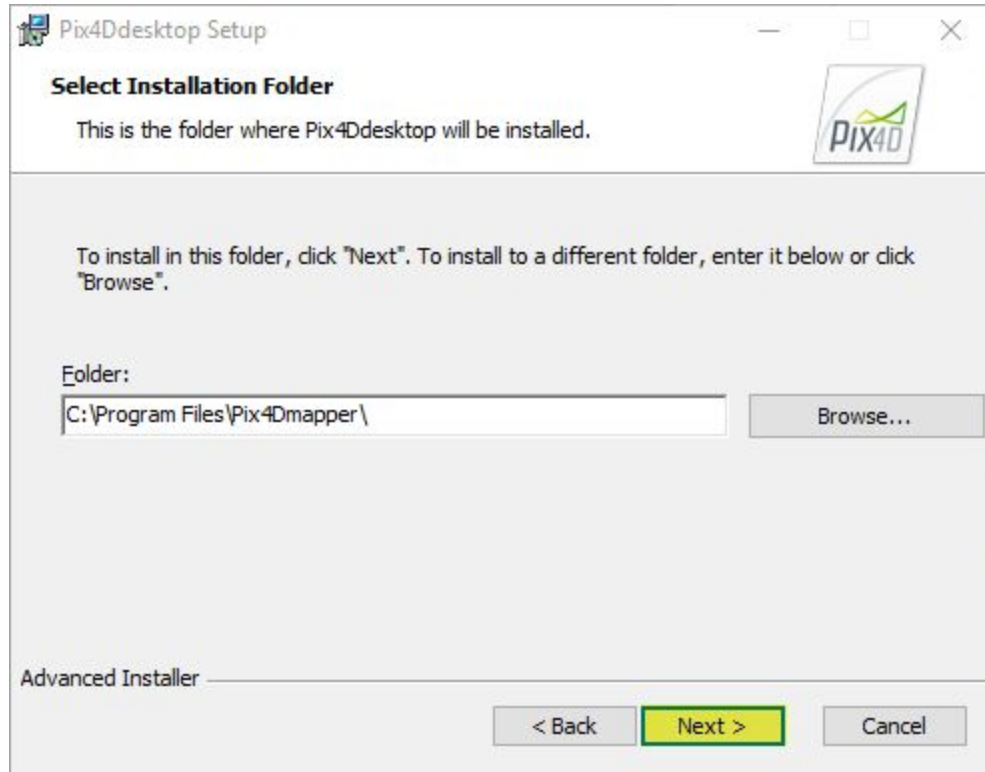 Pix4Ddesktop Setup
Select Installation Folder
This is the folder where Pix4Ddesktop will be installed.
PIX4D
To install in this folder, click "Next". To install to a different folder, enter it below or click
"Browse".
Folder:
C:\Program Files\Pix4Dmapper\
Browse...
Advanced Installer
< Back
Next >
Cancel